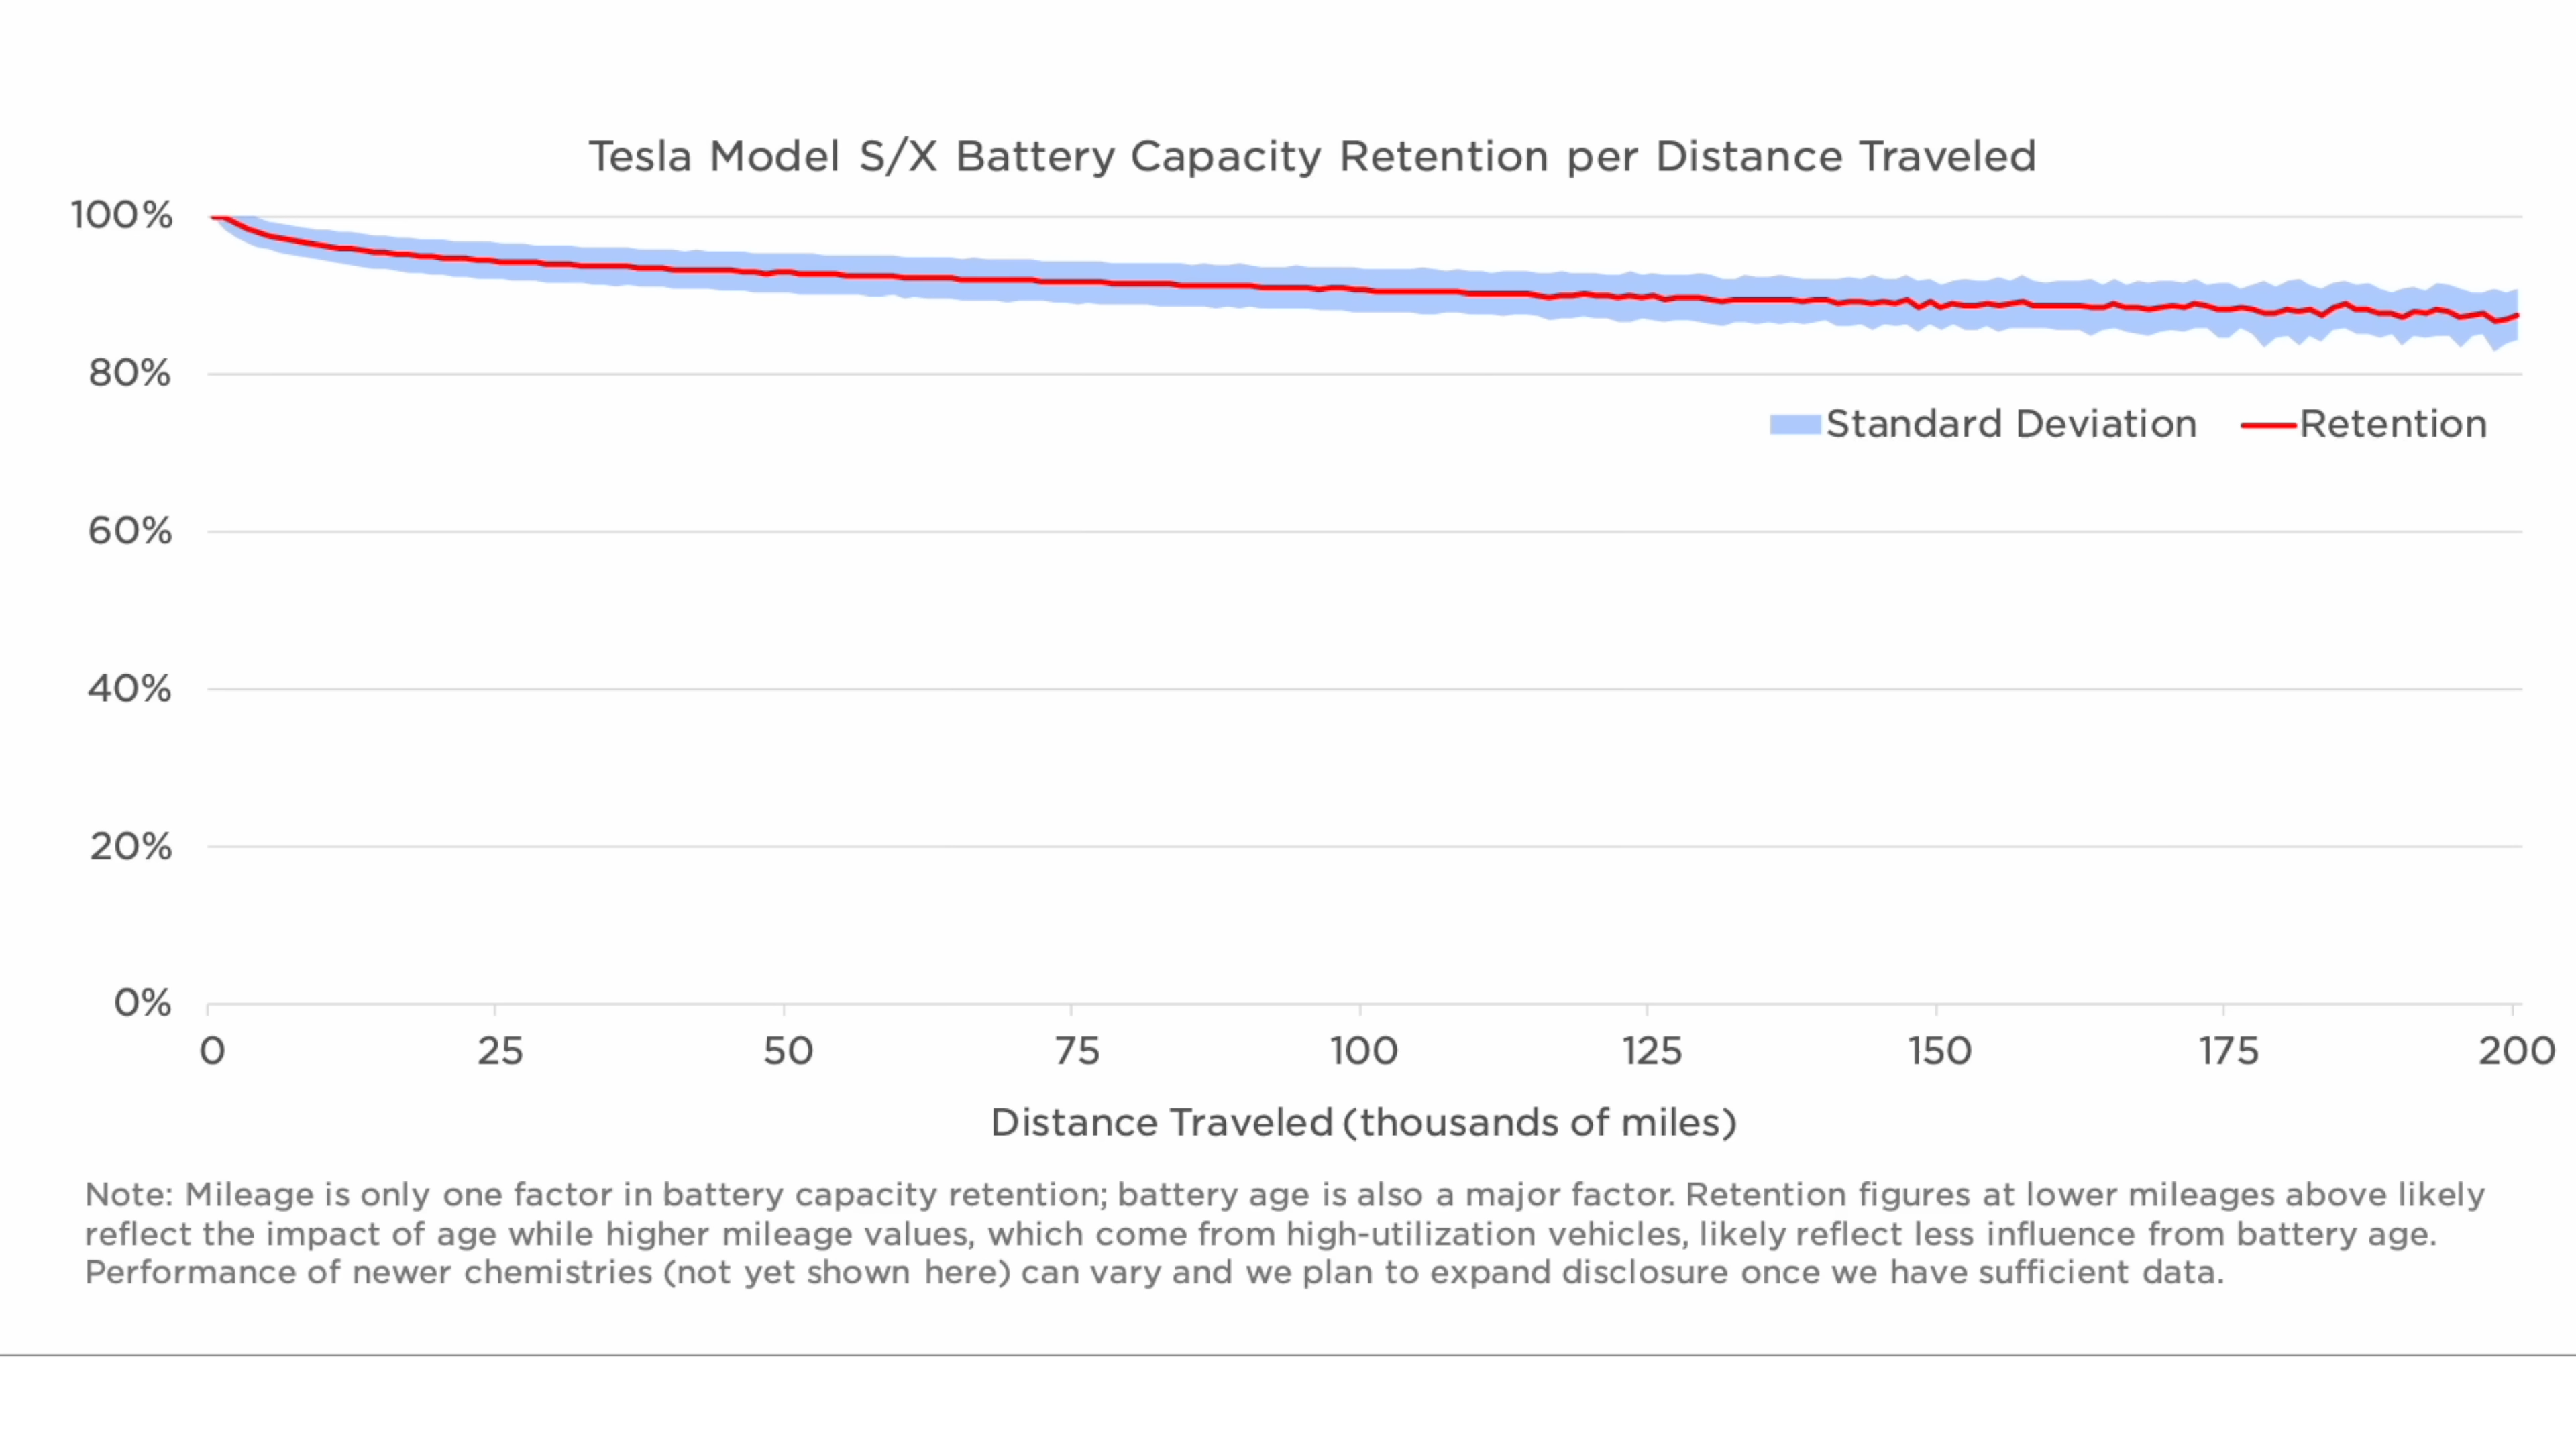 Tesla Model S/X Battery Capacity Retention per Distance Traveled
100%
80%
Standard Deviation Retention
60%
40%
20%
0%
0 25 50 75 100 125 150 175 200
Distance Traveled (thousands of miles)
Note: Mileage is only one factor in battery capacity retention; battery age is also a major factor. Retention figures at lower mileages above likely
reflect the impact of age while higher mileage values, which come from high-utilization vehicles, likely reflect less influence from battery age.
Performance of newer chemistries (not yet shown here) can vary and we plan to expand disclosure once we have sufficient data.